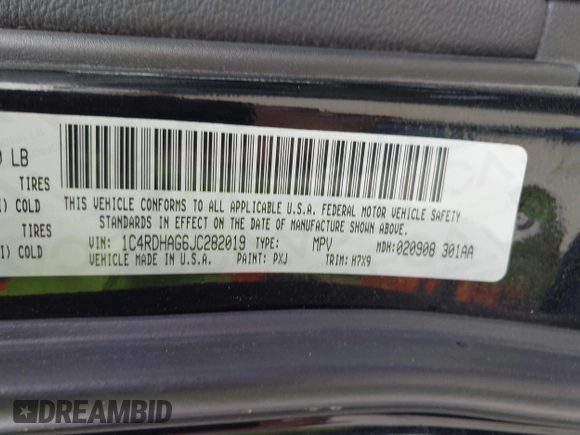 0 LB
TIRES
I) COLD
TIRES
I) COLD
THIS VEHICLE CONFORMS TO ALL APPLICABLE U.S.A. FEDERAL MOTOR VEHICLE SAFETY
STANDARDS IN EFFECT ON THE DATE OF MANUFACTURE SHOWN ABOVE.
VIN: 1C4RDHAG6JC282019 TYPE: MPV MDH:020908 301AA
VEHICLE MADE IN U.S.A. PAINT: PXJ TRIM: H7X9
DREAMBID